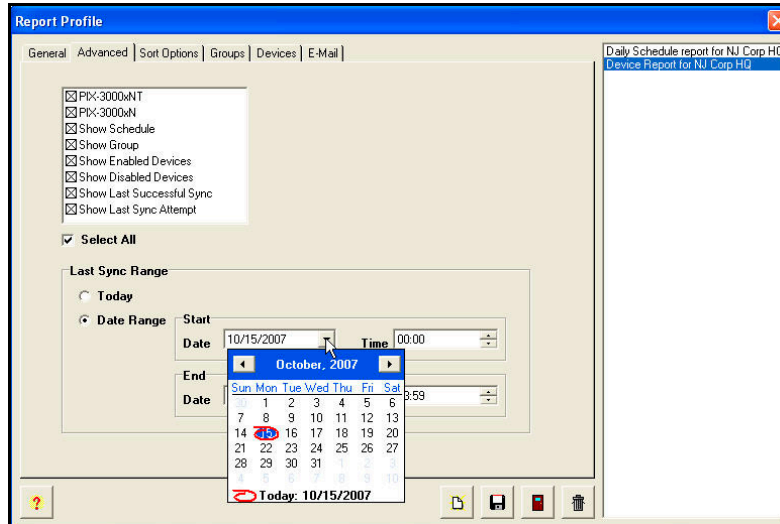 Report Profile
General Advanced Sort Options Groups Devices E-Mail
Daily Schedule report for NJ Corp HQ
Device Report for NJ Corp HQ
PIX-3000xNT
PIX-3000xN
Show Schedule
Show Group
Show Enabled Devices
Show Disabled Devices
Show Last Successful Sync
Show Last Sync Attempt
Select All
Last Sync Range
Today
Date Range
Start
Date 10/15/2007 Time 00:00
October, 2007
End
Date 3:59
Sun Mon Tue Wed Thu Fri Sat
30 1 2 3 4 5 6
7 8 9 10 11 12 13
14 15 16 17 18 19 20
21 22 23 24 25 26 27
28 29 30 31 1 2 3
4 5 6 7 8 9 10
Today: 10/15/2007
?